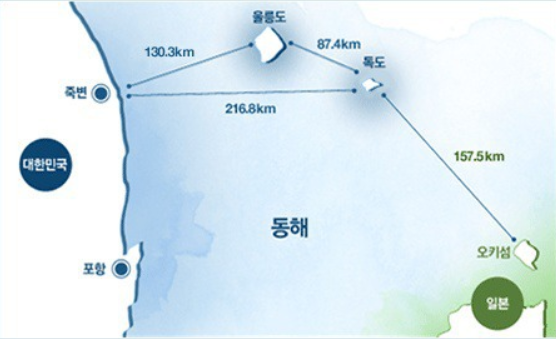 울릉도
130.3km
87.4km
독도
죽변
216.8km
대한민국
157.5km
동해
오키섬
포항
일본